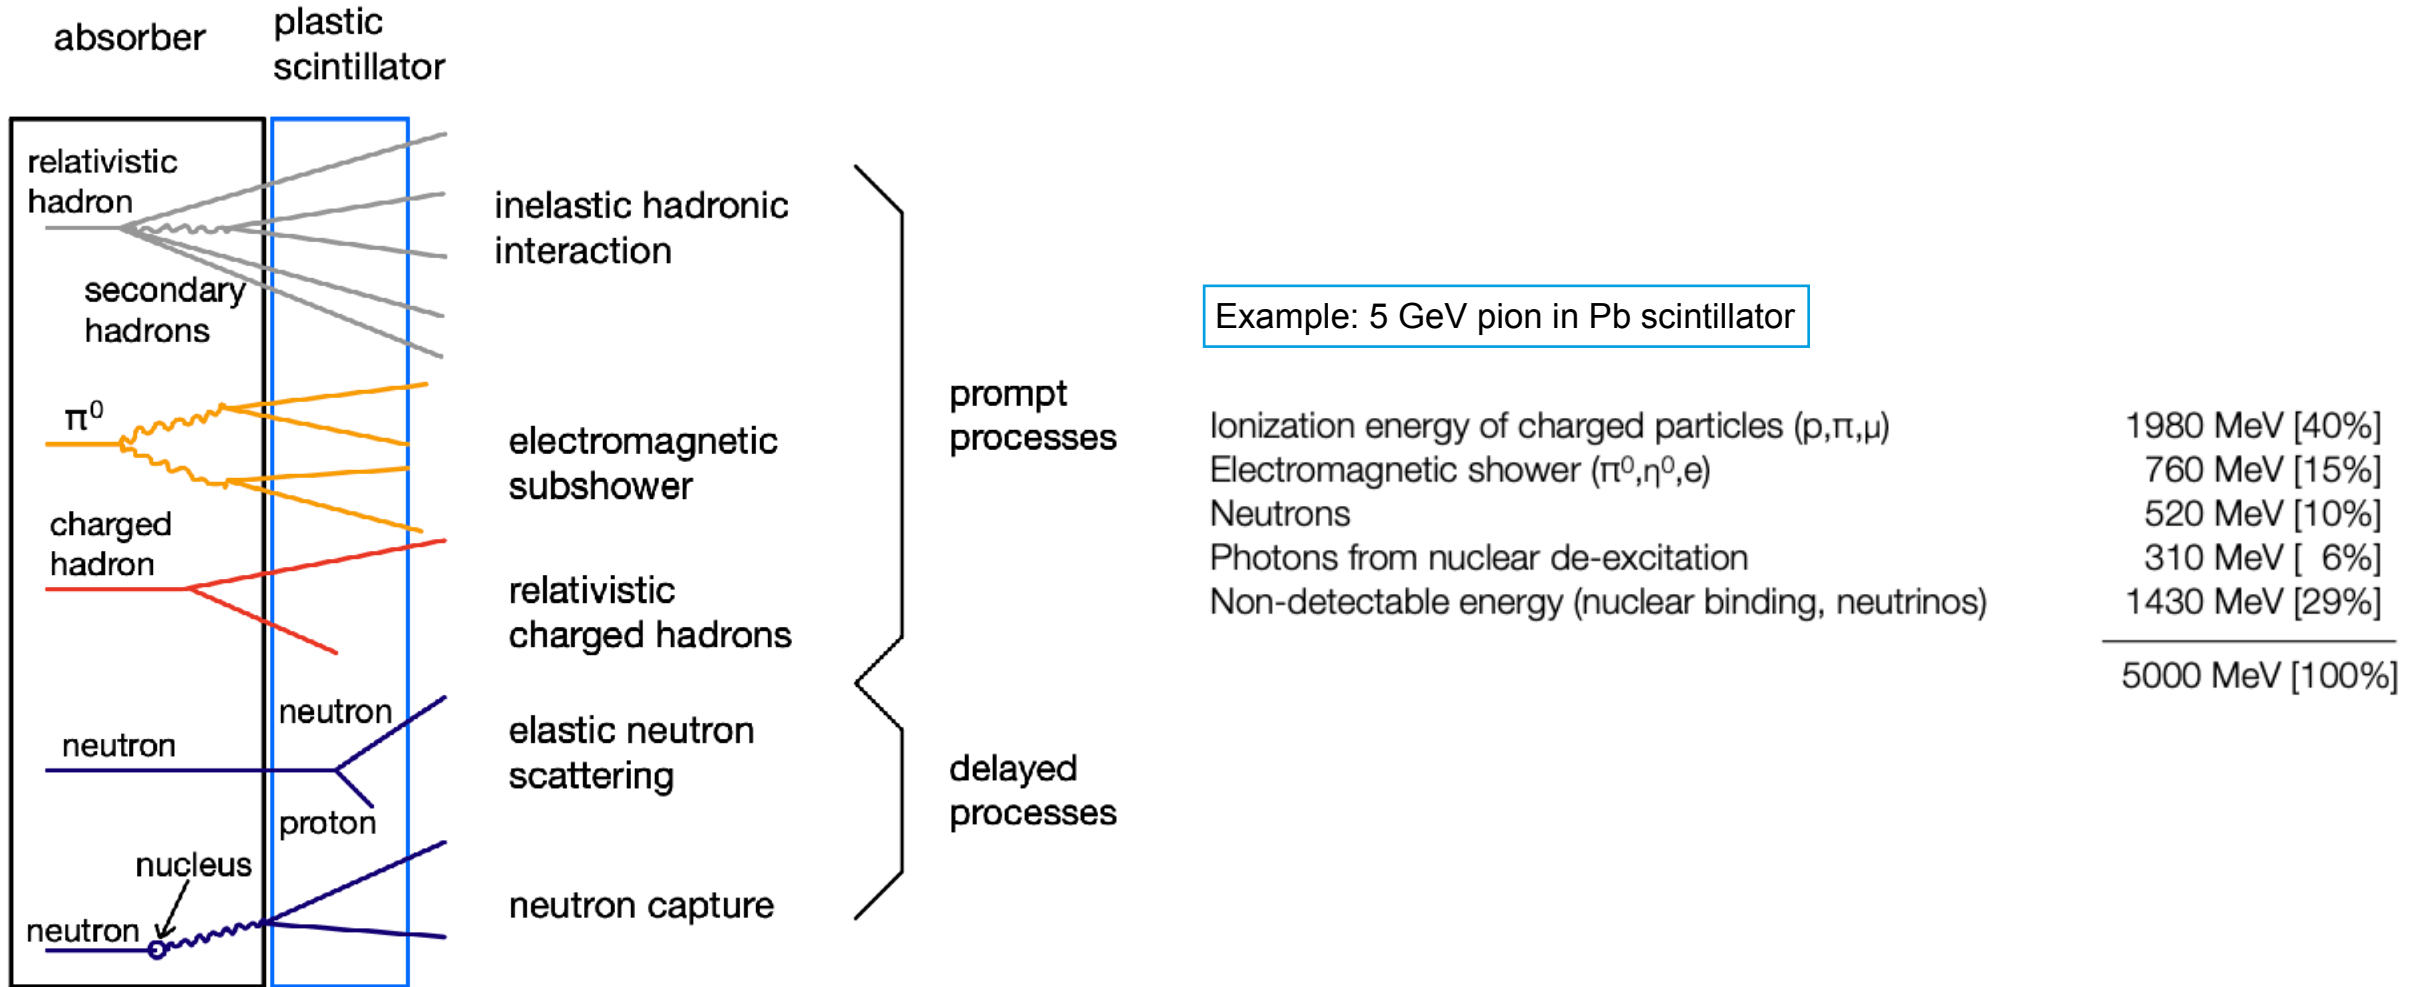 absorber
plastic
scintillator
relativistic
hadron
secondary
hadrons
π⁰
charged
hadron
neutron
neutron
proton
nucleus
neutron
inelastic hadronic
interaction
electromagnetic
subshower
relativistic
charged hadrons
elastic neutron
scattering
neutron capture
prompt
processes
delayed
processes
Example: 5 GeV pion in Pb scintillator
Ionization energy of charged particles (p,π,μ) 1980 MeV [40%]
Electromagnetic shower (π⁰,η⁰,e) 760 MeV [15%]
Neutrons 520 MeV [10%]
Photons from nuclear de-excitation 310 MeV [ 6%]
Non-detectable energy (nuclear binding, neutrinos) 1430 MeV [29%]
5000 MeV [100%]